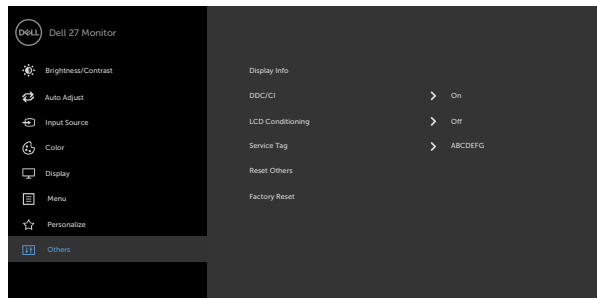 DELL Dell 27 Monitor
Brightness/Contrast
Auto Adjust
Input Source
Color
Display
Menu
Personalize
Others
Display Info
DDC/CI On
LCD Conditioning Off
Service Tag ABCDEFG
Reset Others
Factory Reset